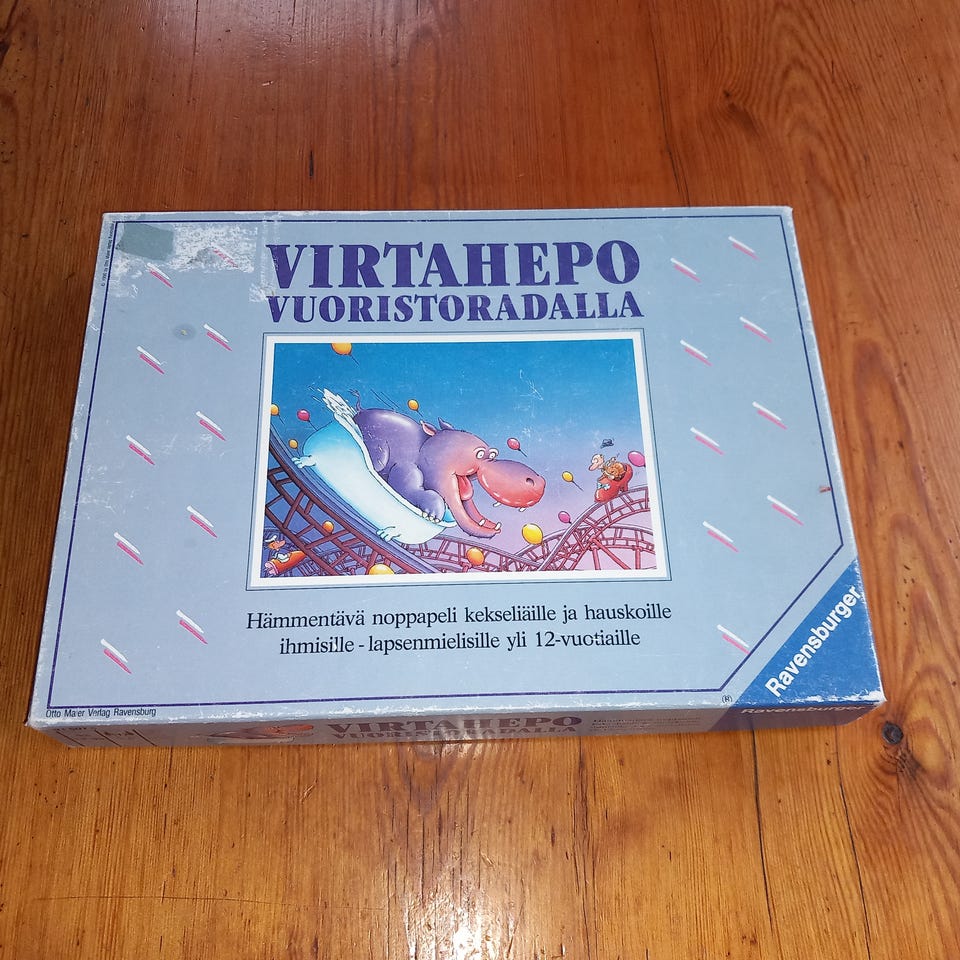 VIRTAHEPO
VUORISTORADALLA
Hämmentävä noppapeli kekseliäille ja hauskoille
ihmisille - lapsenmielisille yli 12-vuotiaille
Ravensburger
Otto Maier Verlag Ravensburg
VIRTAHEPO
VUORISTORADALLA
Ravensburger